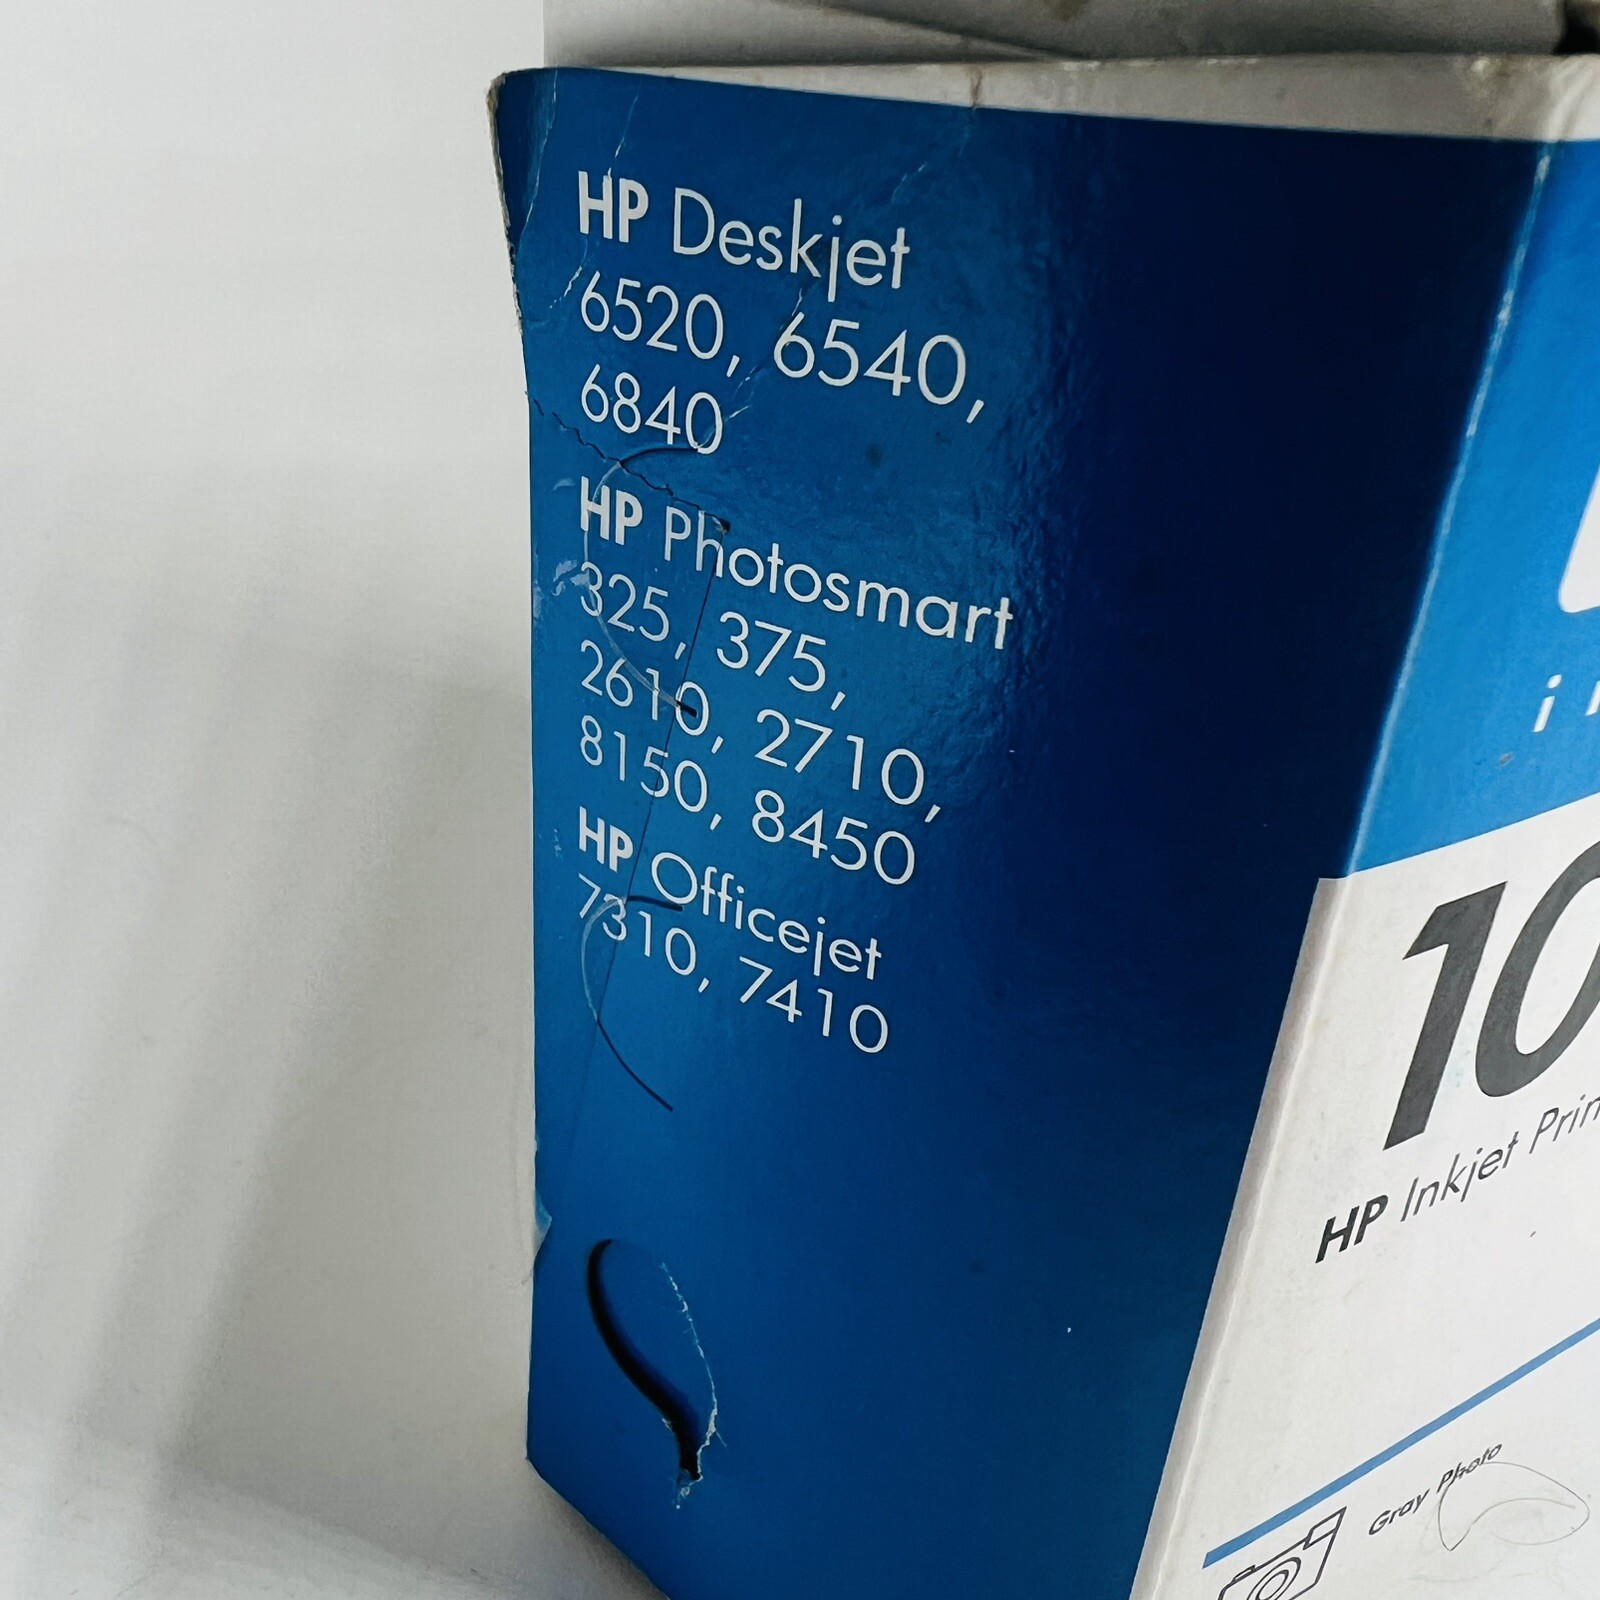 HP Deskjet
6520, 6540,
6840
HP Photosmart
325, 375,
2610, 2710,
8150, 8450
HP Officejet
7310, 7410
10
HP Inkjet
Gray Photo